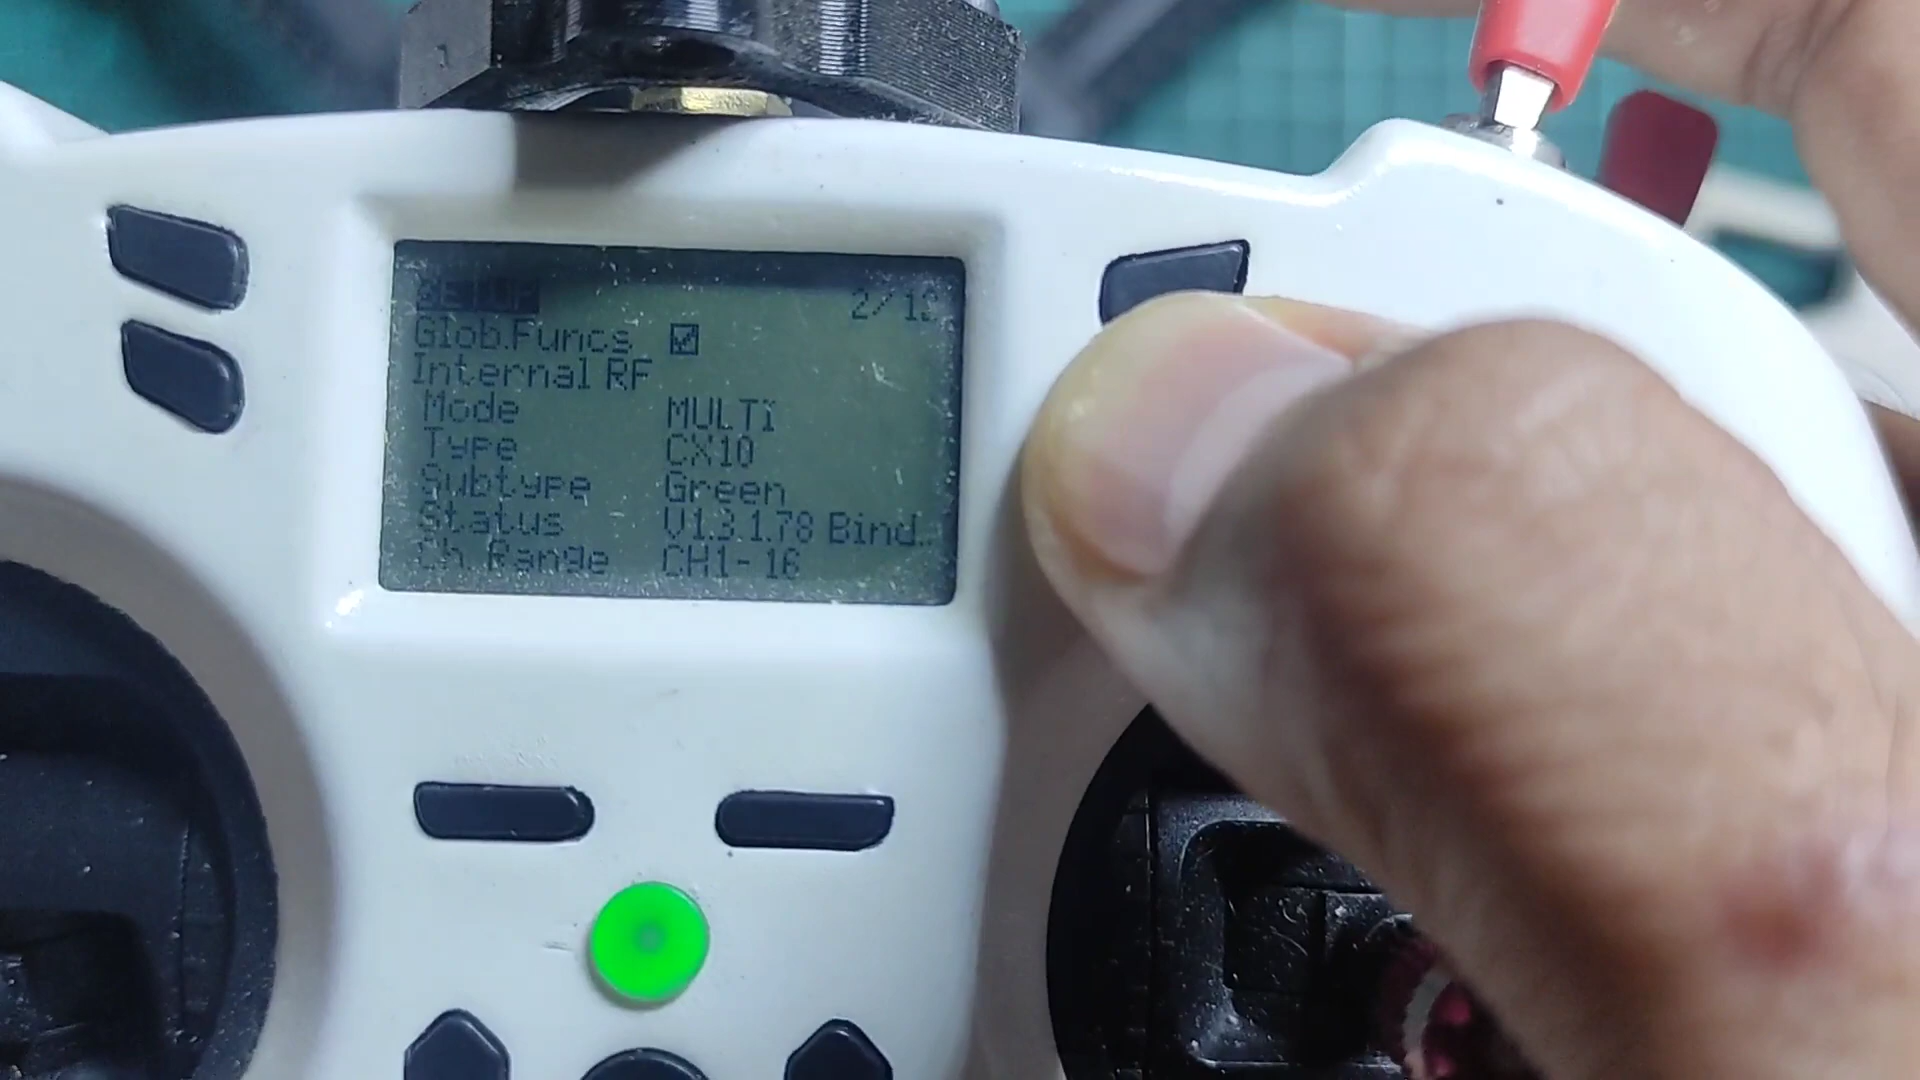 SETUP 2/13
Glob.Funcs
Internal RF
Mode MULTI
Type CX10
Subtype Green
Status V1.3.1.78 Bind..
Ch. Range CH1-16